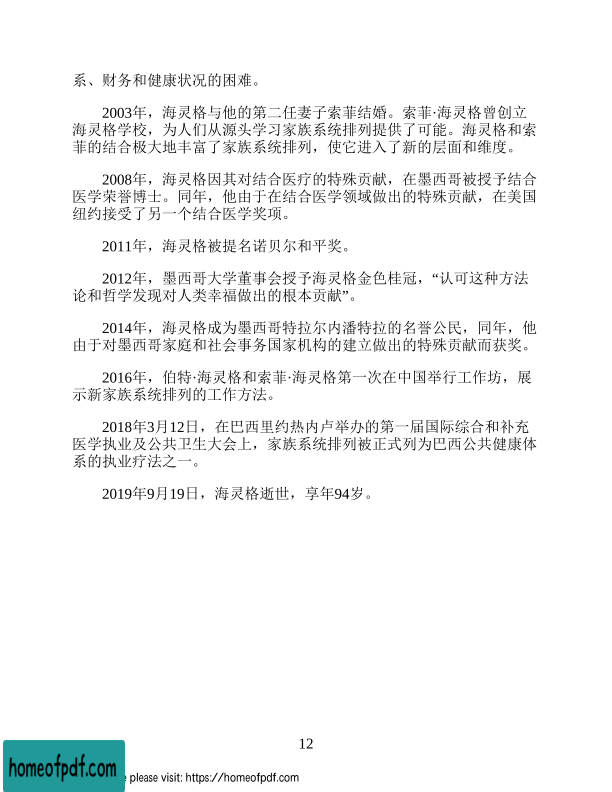 系、财务和健康状况的困难。
2003年，海灵格与他的第二任妻子索菲结婚。索菲·海灵格曾创立
海灵格学校，为人们从源头学习家族系统排列提供了可能。海灵格和索
菲的结合极大地丰富了家族系统排列，使它进入了新的层面和维度。
2008年，海灵格因其对结合医疗的特殊贡献，在墨西哥被授予结合
医学荣誉博士。同年，他由于在结合医学领域做出的特殊贡献，在美国
纽约接受了另一个结合医学奖项。
2011年，海灵格被提名诺贝尔和平奖。
2012年，墨西哥大学董事会授予海灵格金色桂冠，“认可这种方法
论和哲学发现对人类幸福做出的根本贡献”。
2014年，海灵格成为墨西哥特拉尔内潘特拉的名誉公民，同年，他
由于对墨西哥家庭和社会事务国家机构的建立做出的特殊贡献而获奖。
2016年，伯特·海灵格和索菲·海灵格第一次在中国举行工作坊，展
示新家族系统排列的工作方法。
2018年3月12日，在巴西里约热内卢举办的第一届国际综合和补充
医学执业及公共卫生大会上，家族系统排列被正式列为巴西公共健康体
系的执业疗法之一。
2019年9月19日，海灵格逝世，享年94岁。
12
homeofpdf.com
please visit: https://homeofpdf.com